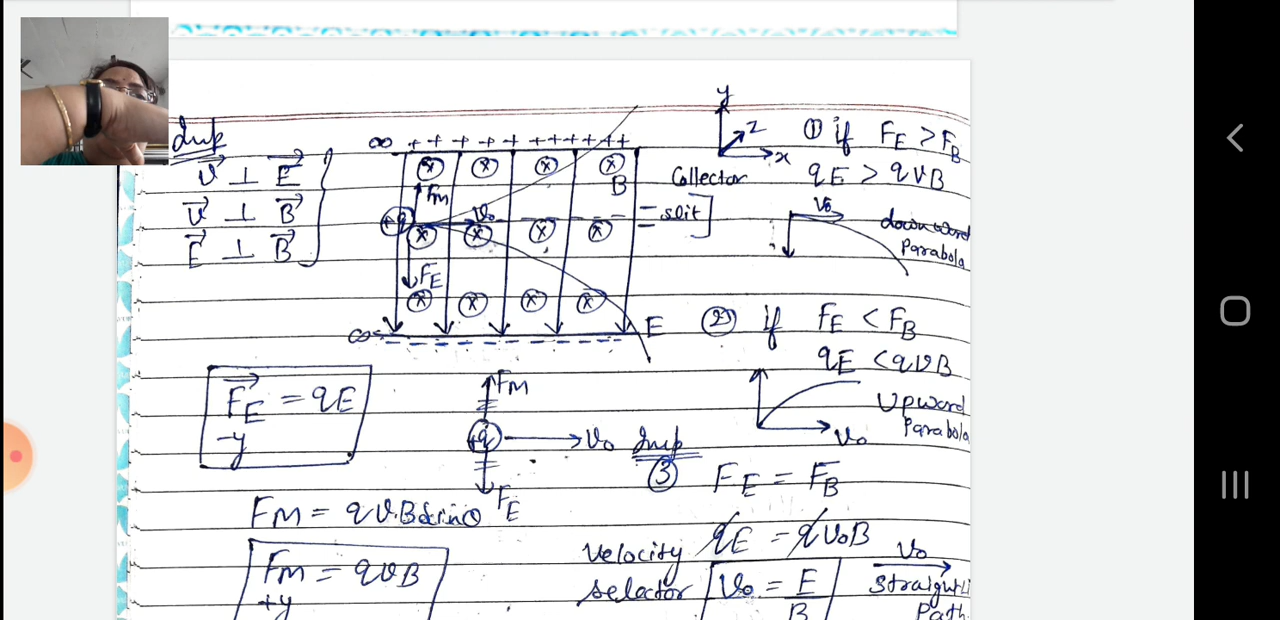 Imp
v ⊥ E
v ⊥ B
E ⊥ B
∞ + + + + + + + + + + +
B
Fm
+q
V₀
FE
∞
E
Collector
slit
y
z
x
① if FE > FB
qE > qVB
V₀
downward
Parabola
② if FE < FB
qE < qVB
Upward
Parabola
V₀
FE = qE
-y
FM
+q → V₀
FE
FM = qVB sinθ
FM = qVB
+y
Imp
③ FE = FB
qE = qV₀B
Velocity
selector
V₀ = E/B
V₀
Straight Li
Path